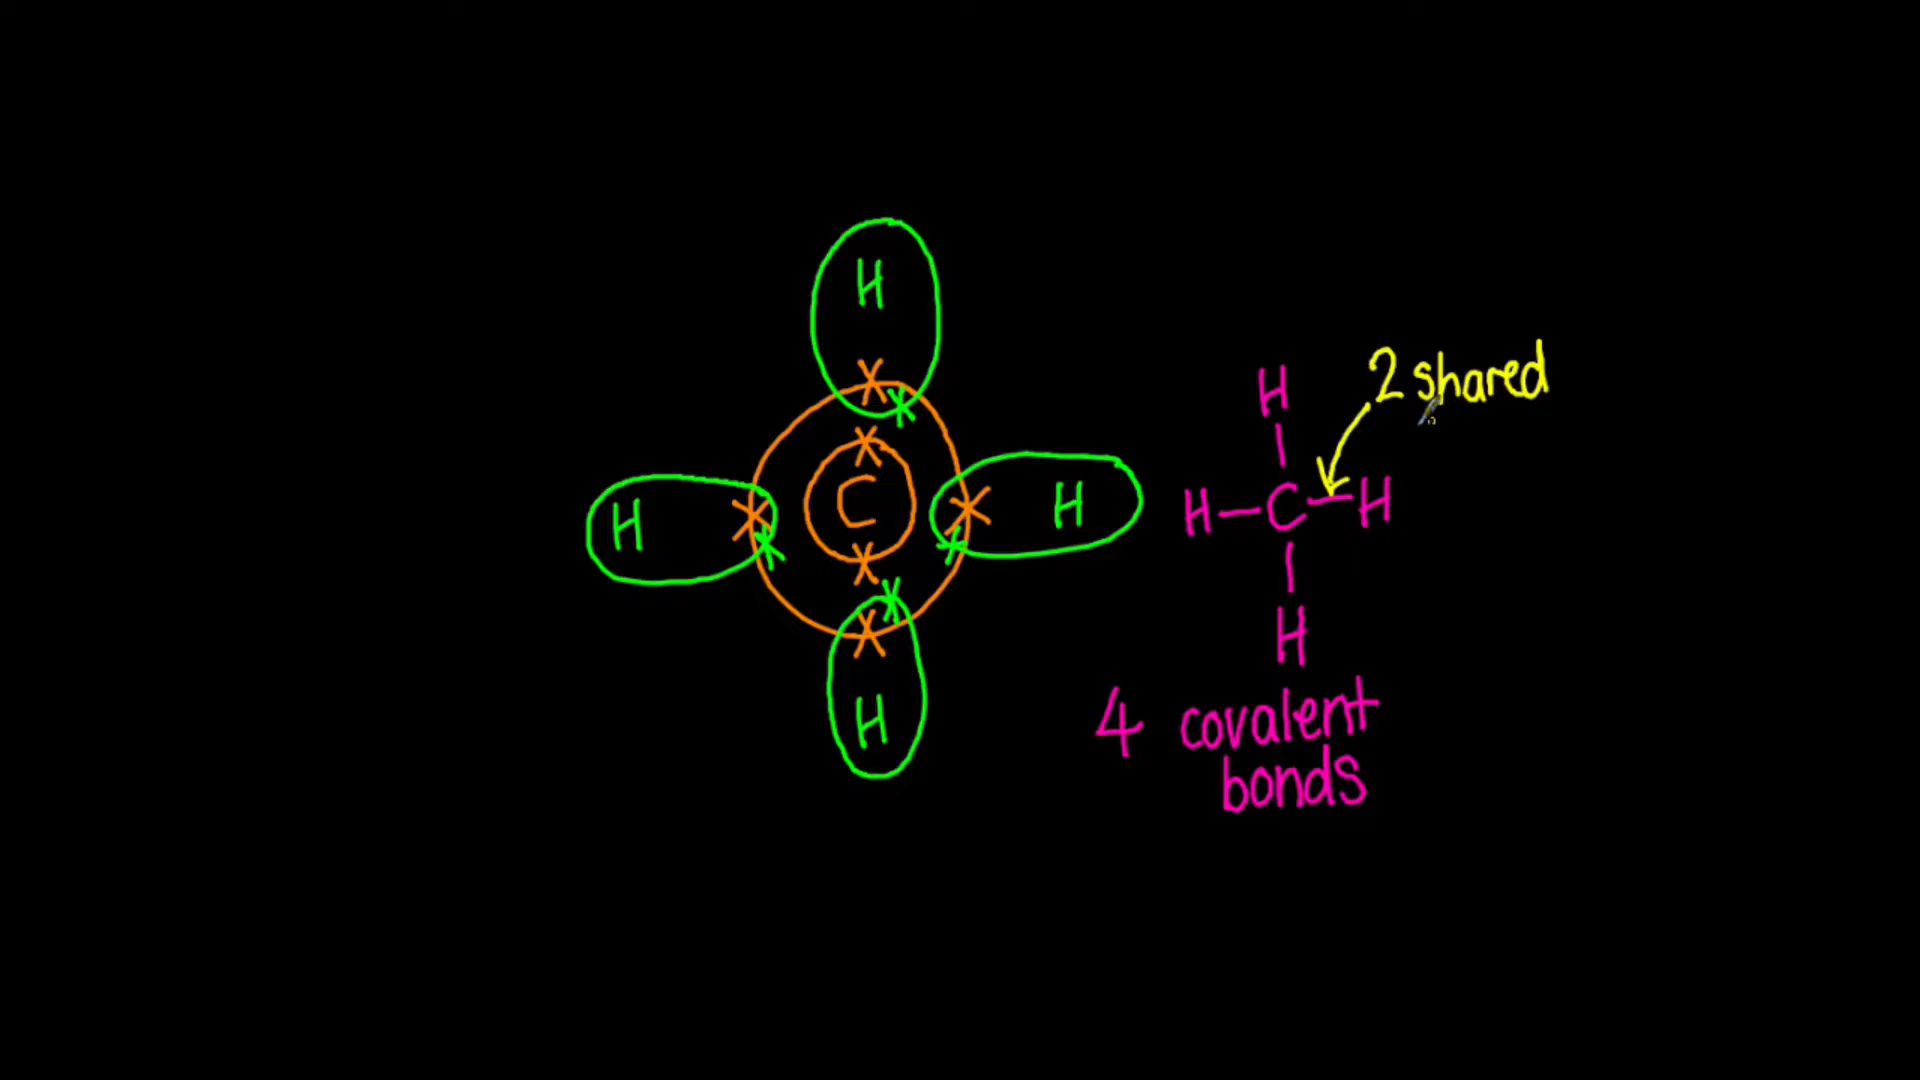 H
H C H
H
2 shared
H
H-C-H
H
4 covalent
bonds